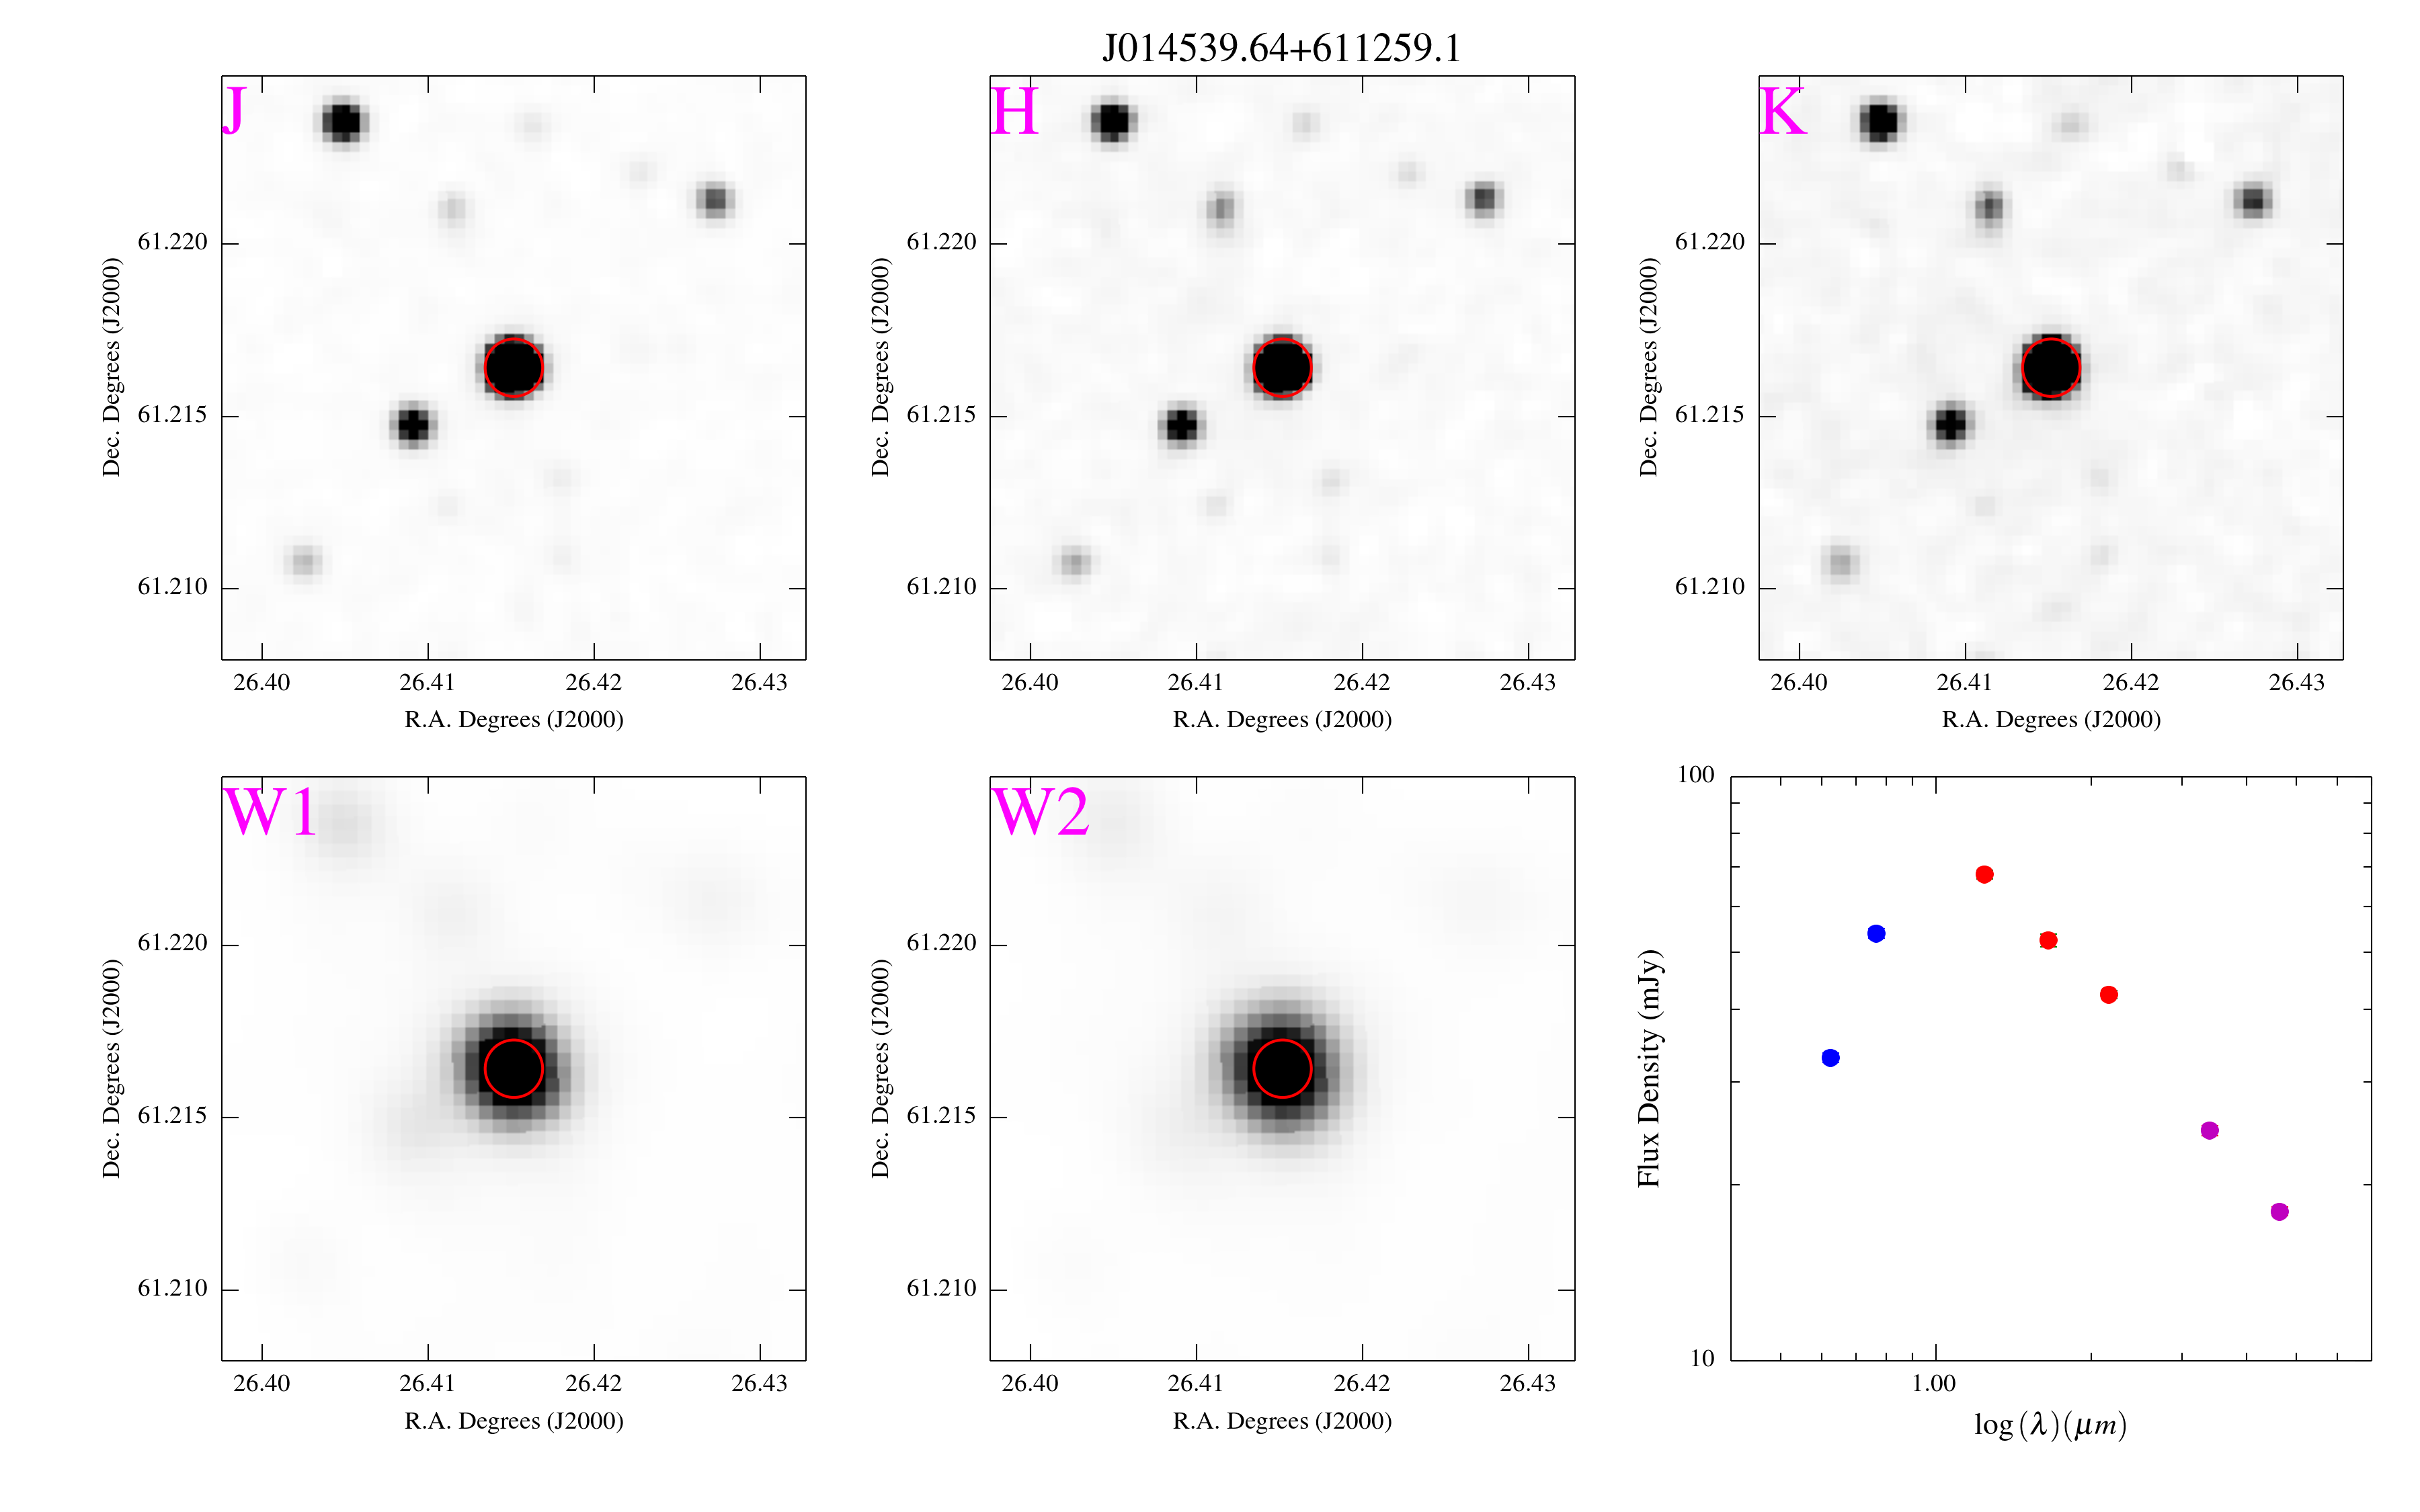 J014539.64+611259.1
J
61.220
61.215
61.210
Dec. Degrees (J2000)
26.40 26.41 26.42 26.43
R.A. Degrees (J2000)
H
61.220
61.215
61.210
Dec. Degrees (J2000)
26.40 26.41 26.42 26.43
R.A. Degrees (J2000)
K
61.220
61.215
61.210
Dec. Degrees (J2000)
26.40 26.41 26.42 26.43
R.A. Degrees (J2000)
W1
61.220
61.215
61.210
Dec. Degrees (J2000)
26.40 26.41 26.42 26.43
R.A. Degrees (J2000)
W2
61.220
61.215
61.210
Dec. Degrees (J2000)
26.40 26.41 26.42 26.43
R.A. Degrees (J2000)
100
10
Flux Density (mJy)
1.00
log(λ)(μm)